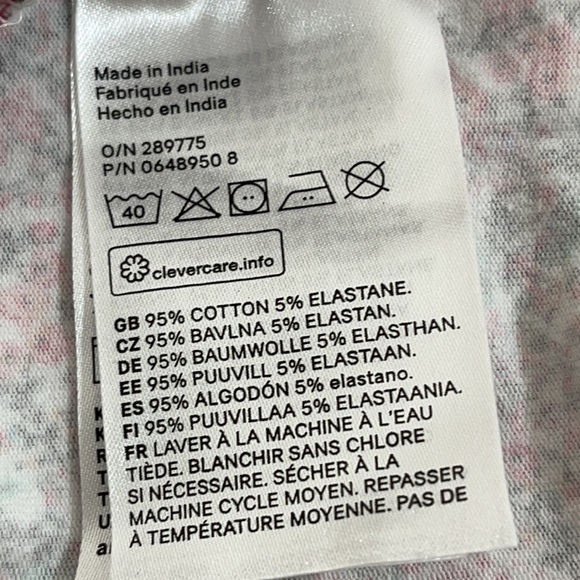 Made in India
Fabriqué en Inde
Hecho en India
O/N 289775
P/N 0648950 8
40
clevercare.info
GB 95% COTTON 5% ELASTANE.
CZ 95% BAVLNA 5% ELASTAN.
DE 95% BAUMWOLLE 5% ELASTHAN.
EE 95% PUUVILL 5% ELASTAAN.
ES 95% ALGODÓN 5% elastano.
FI 95% PUUVILLAA 5% ELASTAANIA.
FR LAVER À LA MACHINE À L'EAU
TIÈDE. BLANCHIR SANS CHLORE
SI NÉCESSAIRE. SÉCHER À LA
MACHINE CYCLE MOYEN. REPASSER
À TEMPÉRATURE MOYENNE. PAS DE